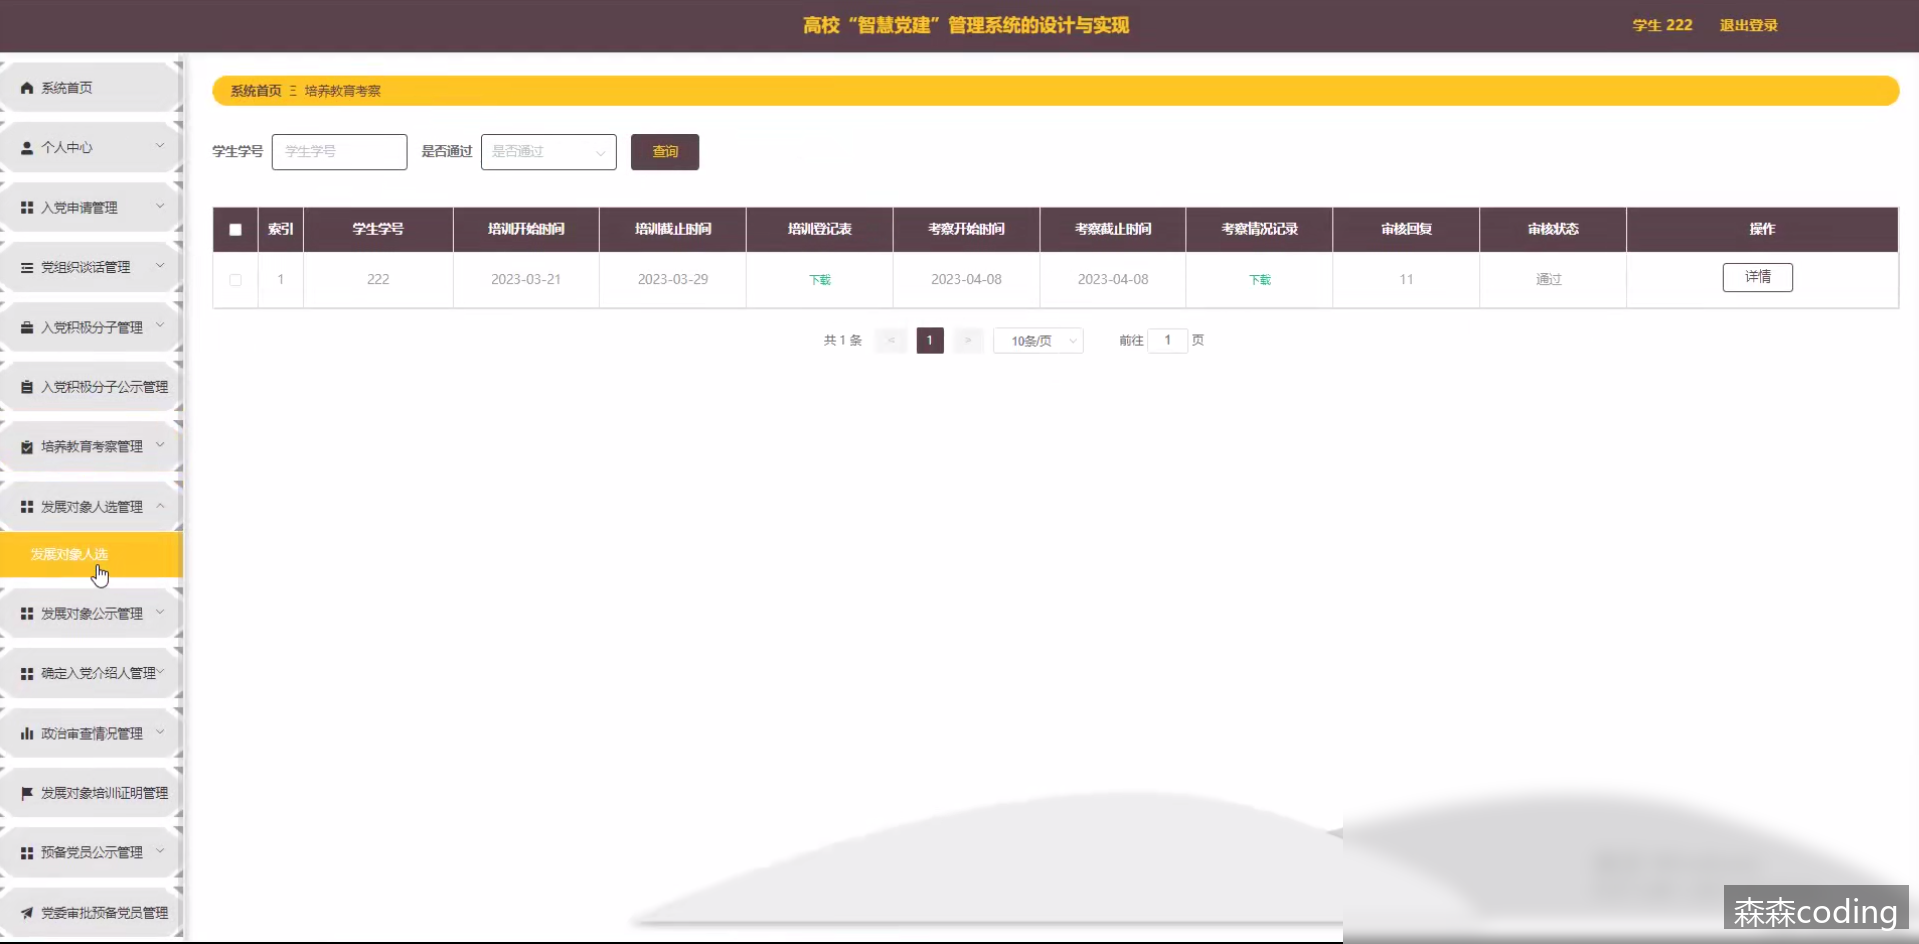 高校“智慧党建”管理系统的设计与实现
学生 222
退出登录
系统首页
个人中心
入党申请管理
党组织谈话管理
入党积极分子管理
入党积极分子公示管理
培养教育考察管理
发展对象人选管理
发展对象人选
发展对象公示管理
确定入党介绍人管理
政治审查情况管理
发展对象培训证明管理
预备党员公示管理
党委审批预备党员管理
系统首页 Ξ 培养教育考察
学生学号 学生学号 是否通过 是否通过 查询
索引 学生学号 培训开始时间 培训截止时间 培训登记表 考察开始时间 考察截止时间 考察情况记录 审核回复 审核状态 操作
1 222 2023-03-21 2023-03-29 下载 2023-04-08 2023-04-08 下载 11 通过 详情
共 1 条 < 1 > 10条/页 前往 1 页
森森coding